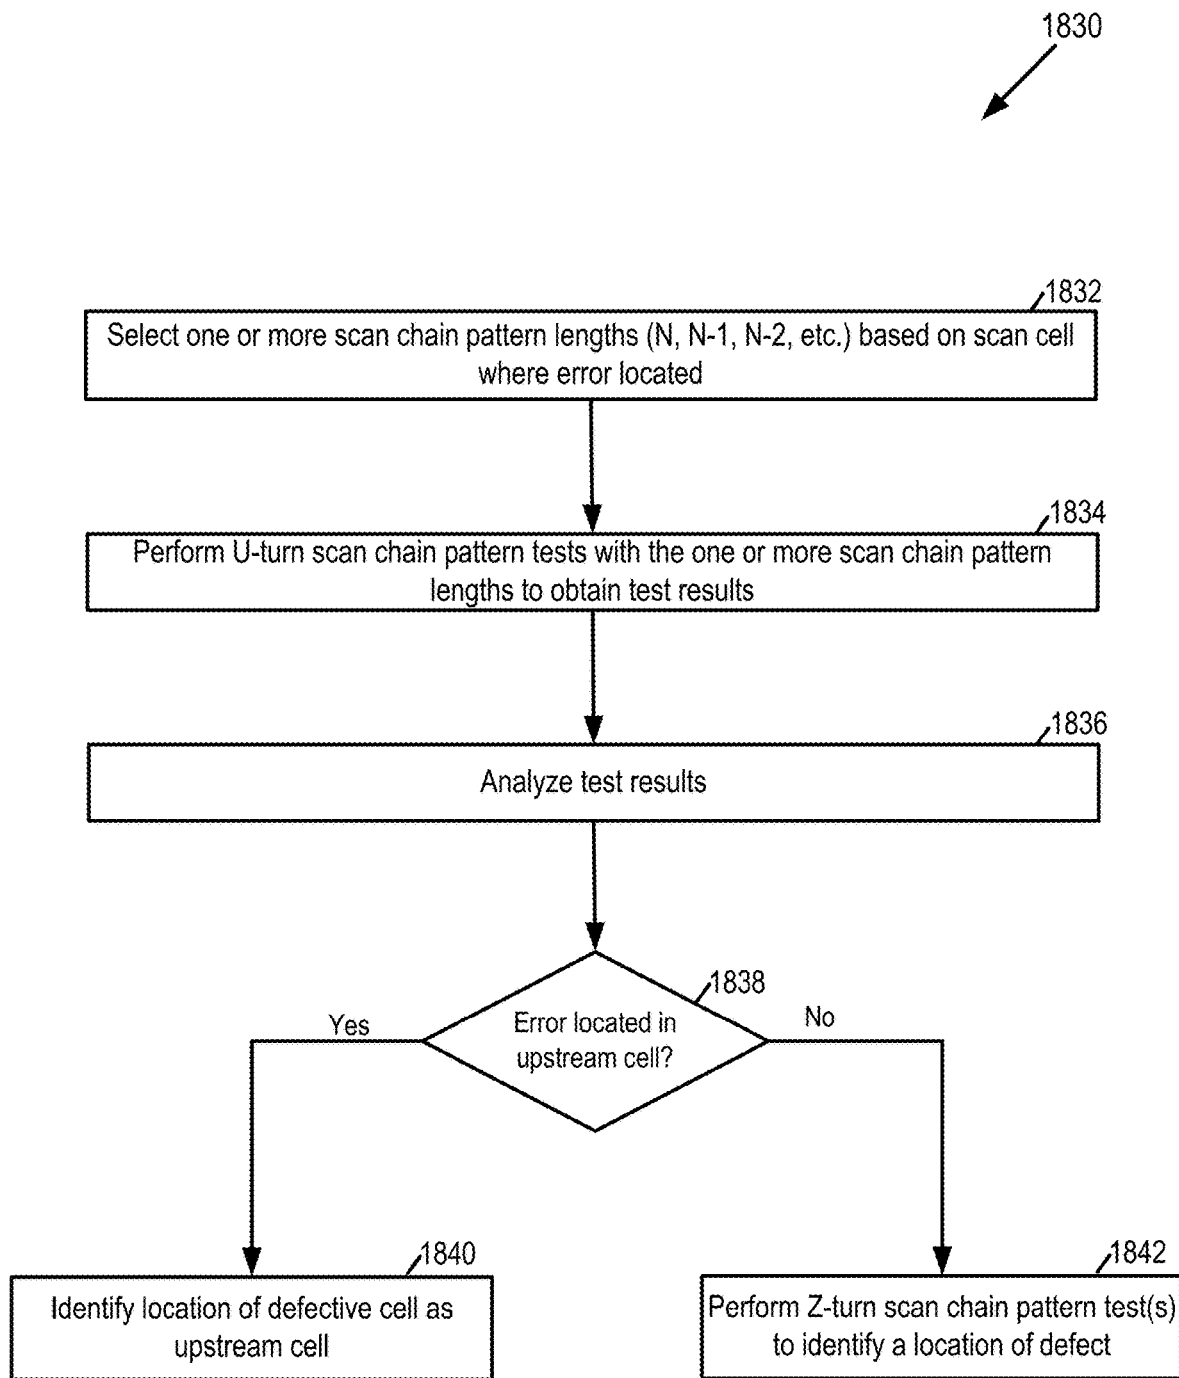 1830
1832
Select one or more scan chain pattern lengths (N, N-1, N-2, etc.) based on scan cell
where error located
1834
Perform U-turn scan chain pattern tests with the one or more scan chain pattern
lengths to obtain test results
1836
Analyze test results
1838
Error located in
upstream cell?
Yes
No
1840
Identify location of defective cell as
upstream cell
1842
Perform Z-turn scan chain pattern test(s)
to identify a location of defect